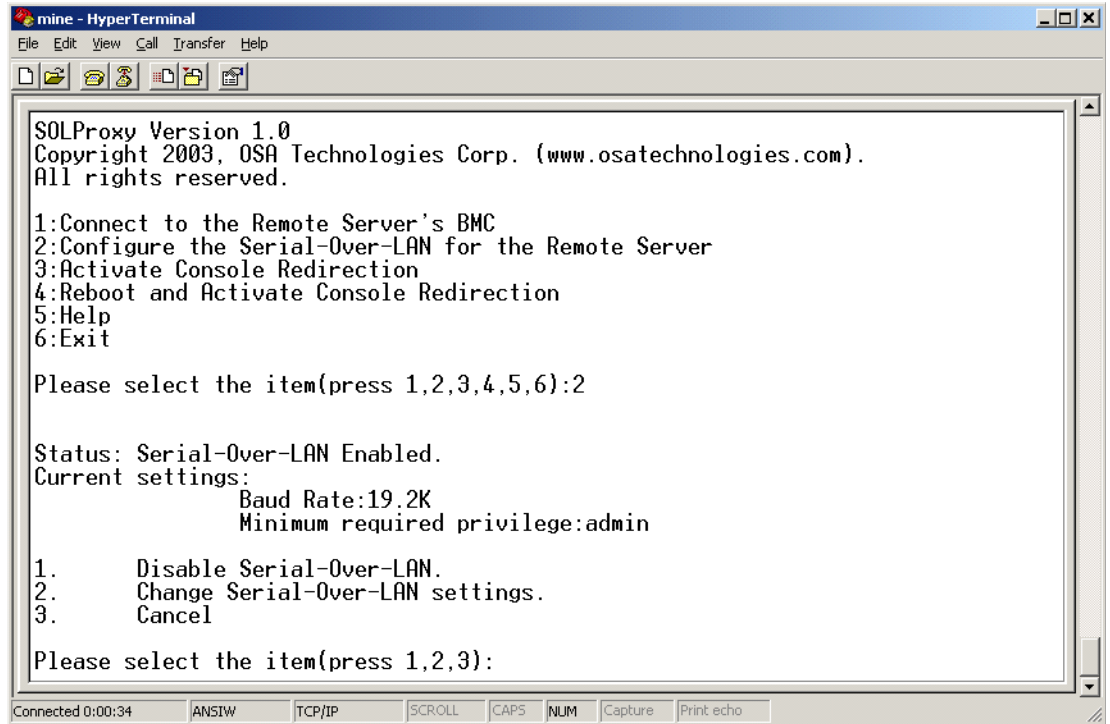 mine - HyperTerminal
File Edit View Call Transfer Help
SOLProxy Version 1.0
Copyright 2003, OSA Technologies Corp. (www.osatechnologies.com).
All rights reserved.
1:Connect to the Remote Server's BMC
2:Configure the Serial-Over-LAN for the Remote Server
3:Activate Console Redirection
4:Reboot and Activate Console Redirection
5:Help
6:Exit
Please select the item(press 1,2,3,4,5,6):2
Status: Serial-Over-LAN Enabled.
Current settings:
Baud Rate:19.2K
Minimum required privilege:admin
1. Disable Serial-Over-LAN.
2. Change Serial-Over-LAN settings.
3. Cancel
Please select the item(press 1,2,3):
Connected 0:00:34 ANSIW TCP/IP SCROLL CAPS NUM Capture Print echo